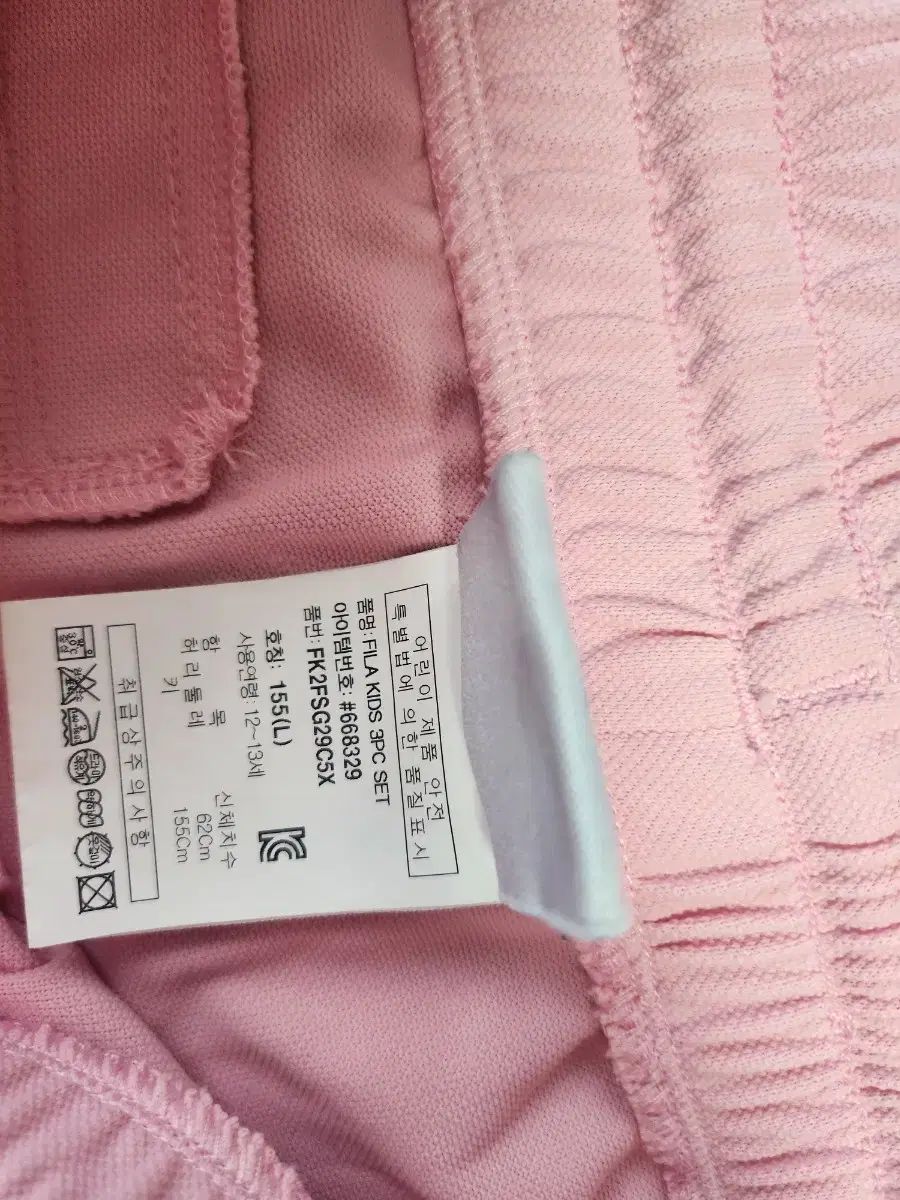 어린이 제품 안전
특별법에 의한 품질표시
품명: FILA KIDS 3PC SET
아이템번호: #668329
품번: FK2FSG29C5X
호칭: 155(L)
사용연령: 12~13세
항 목 신체치수
허리둘레 62Cm
키 155Cm
취급상주의사항